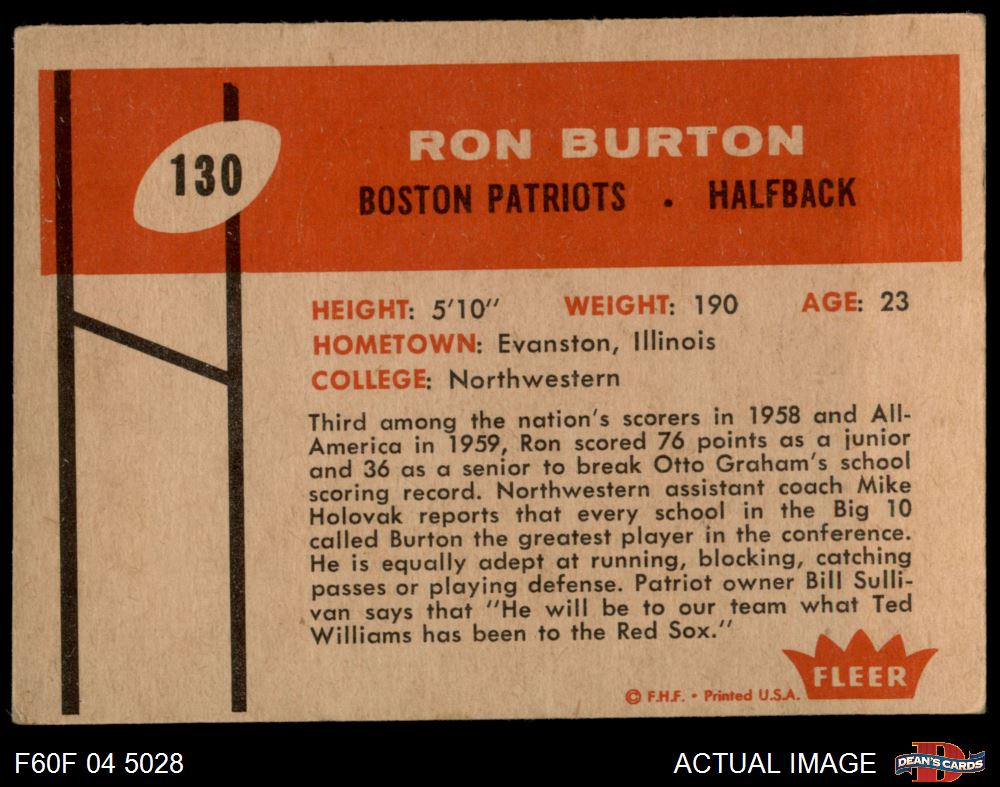 130
RON BURTON
BOSTON PATRIOTS . HALFBACK
HEIGHT: 5'10" WEIGHT: 190 AGE: 23
HOMETOWN: Evanston, Illinois
COLLEGE: Northwestern
Third among the nation's scorers in 1958 and All-
America in 1959, Ron scored 76 points as a junior
and 36 as a senior to break Otto Graham's school
scoring record. Northwestern assistant coach Mike
Holovak reports that every school in the Big 10
called Burton the greatest player in the conference.
He is equally adept at running, blocking, catching
passes or playing defense. Patriot owner Bill Sulli-
van says that "He will be to our team what Ted
Williams has been to the Red Sox."
FLEER
© F.H.F. • Printed U.S.A.
F60F 04 5028
ACTUAL IMAGE
DEAN'S CARDS